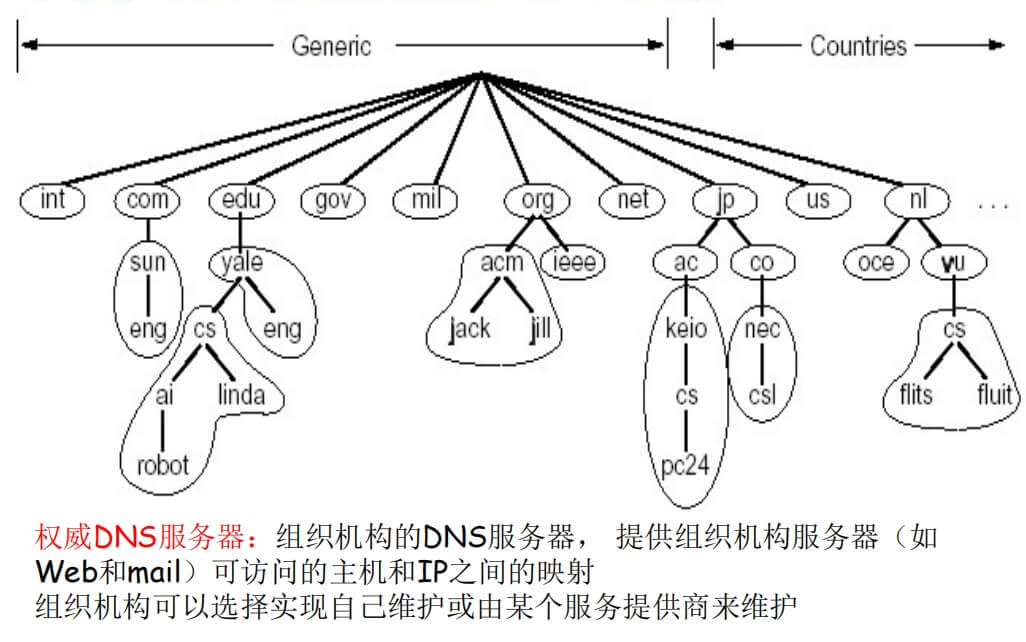 Generic Countries
int com edu gov mil org net jp us nl ...
sun yale acm ieee ac co oce vu
eng cs eng jack jill keio nec cs
ai linda cs csl flits fluit
robot pc24
权威DNS服务器：组织机构的DNS服务器， 提供组织机构服务器（如
Web和mail）可访问的主机和IP之间的映射
组织机构可以选择实现自己维护或由某个服务提供商来维护